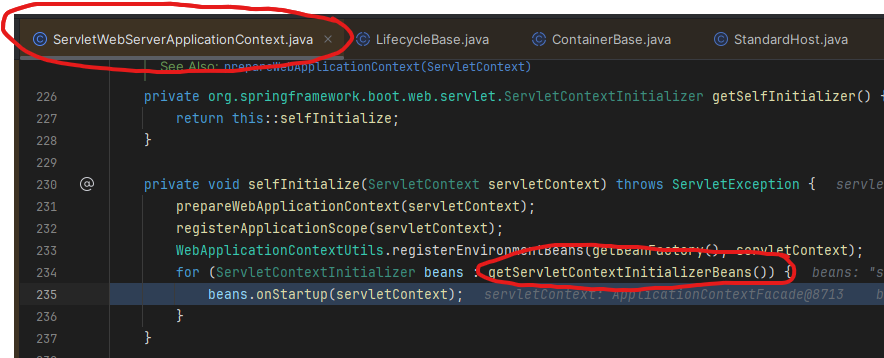 ServletWebServerApplicationContext.java × LifecycleBase.java ContainerBase.java StandardHost.java
See Also: prepareWebApplicationContext(ServletContext)
226 private org.springframework.boot.web.servlet.ServletContextInitializer getSelfInitializer() {
227 return this::selfInitialize;
228 }
229
230 @ private void selfInitialize(ServletContext servletContext) throws ServletException { servle
231 prepareWebApplicationContext(servletContext);
232 registerApplicationScope(servletContext);
233 WebApplicationContextUtils.registerEnvironmentBeans(getBeanFactory(), servletContext);
234 for (ServletContextInitializer beans : getServletContextInitializerBeans()) { beans: "s
235 beans.onStartup(servletContext); servletContext: ApplicationContextFacade@8713 b
236 }
237 }